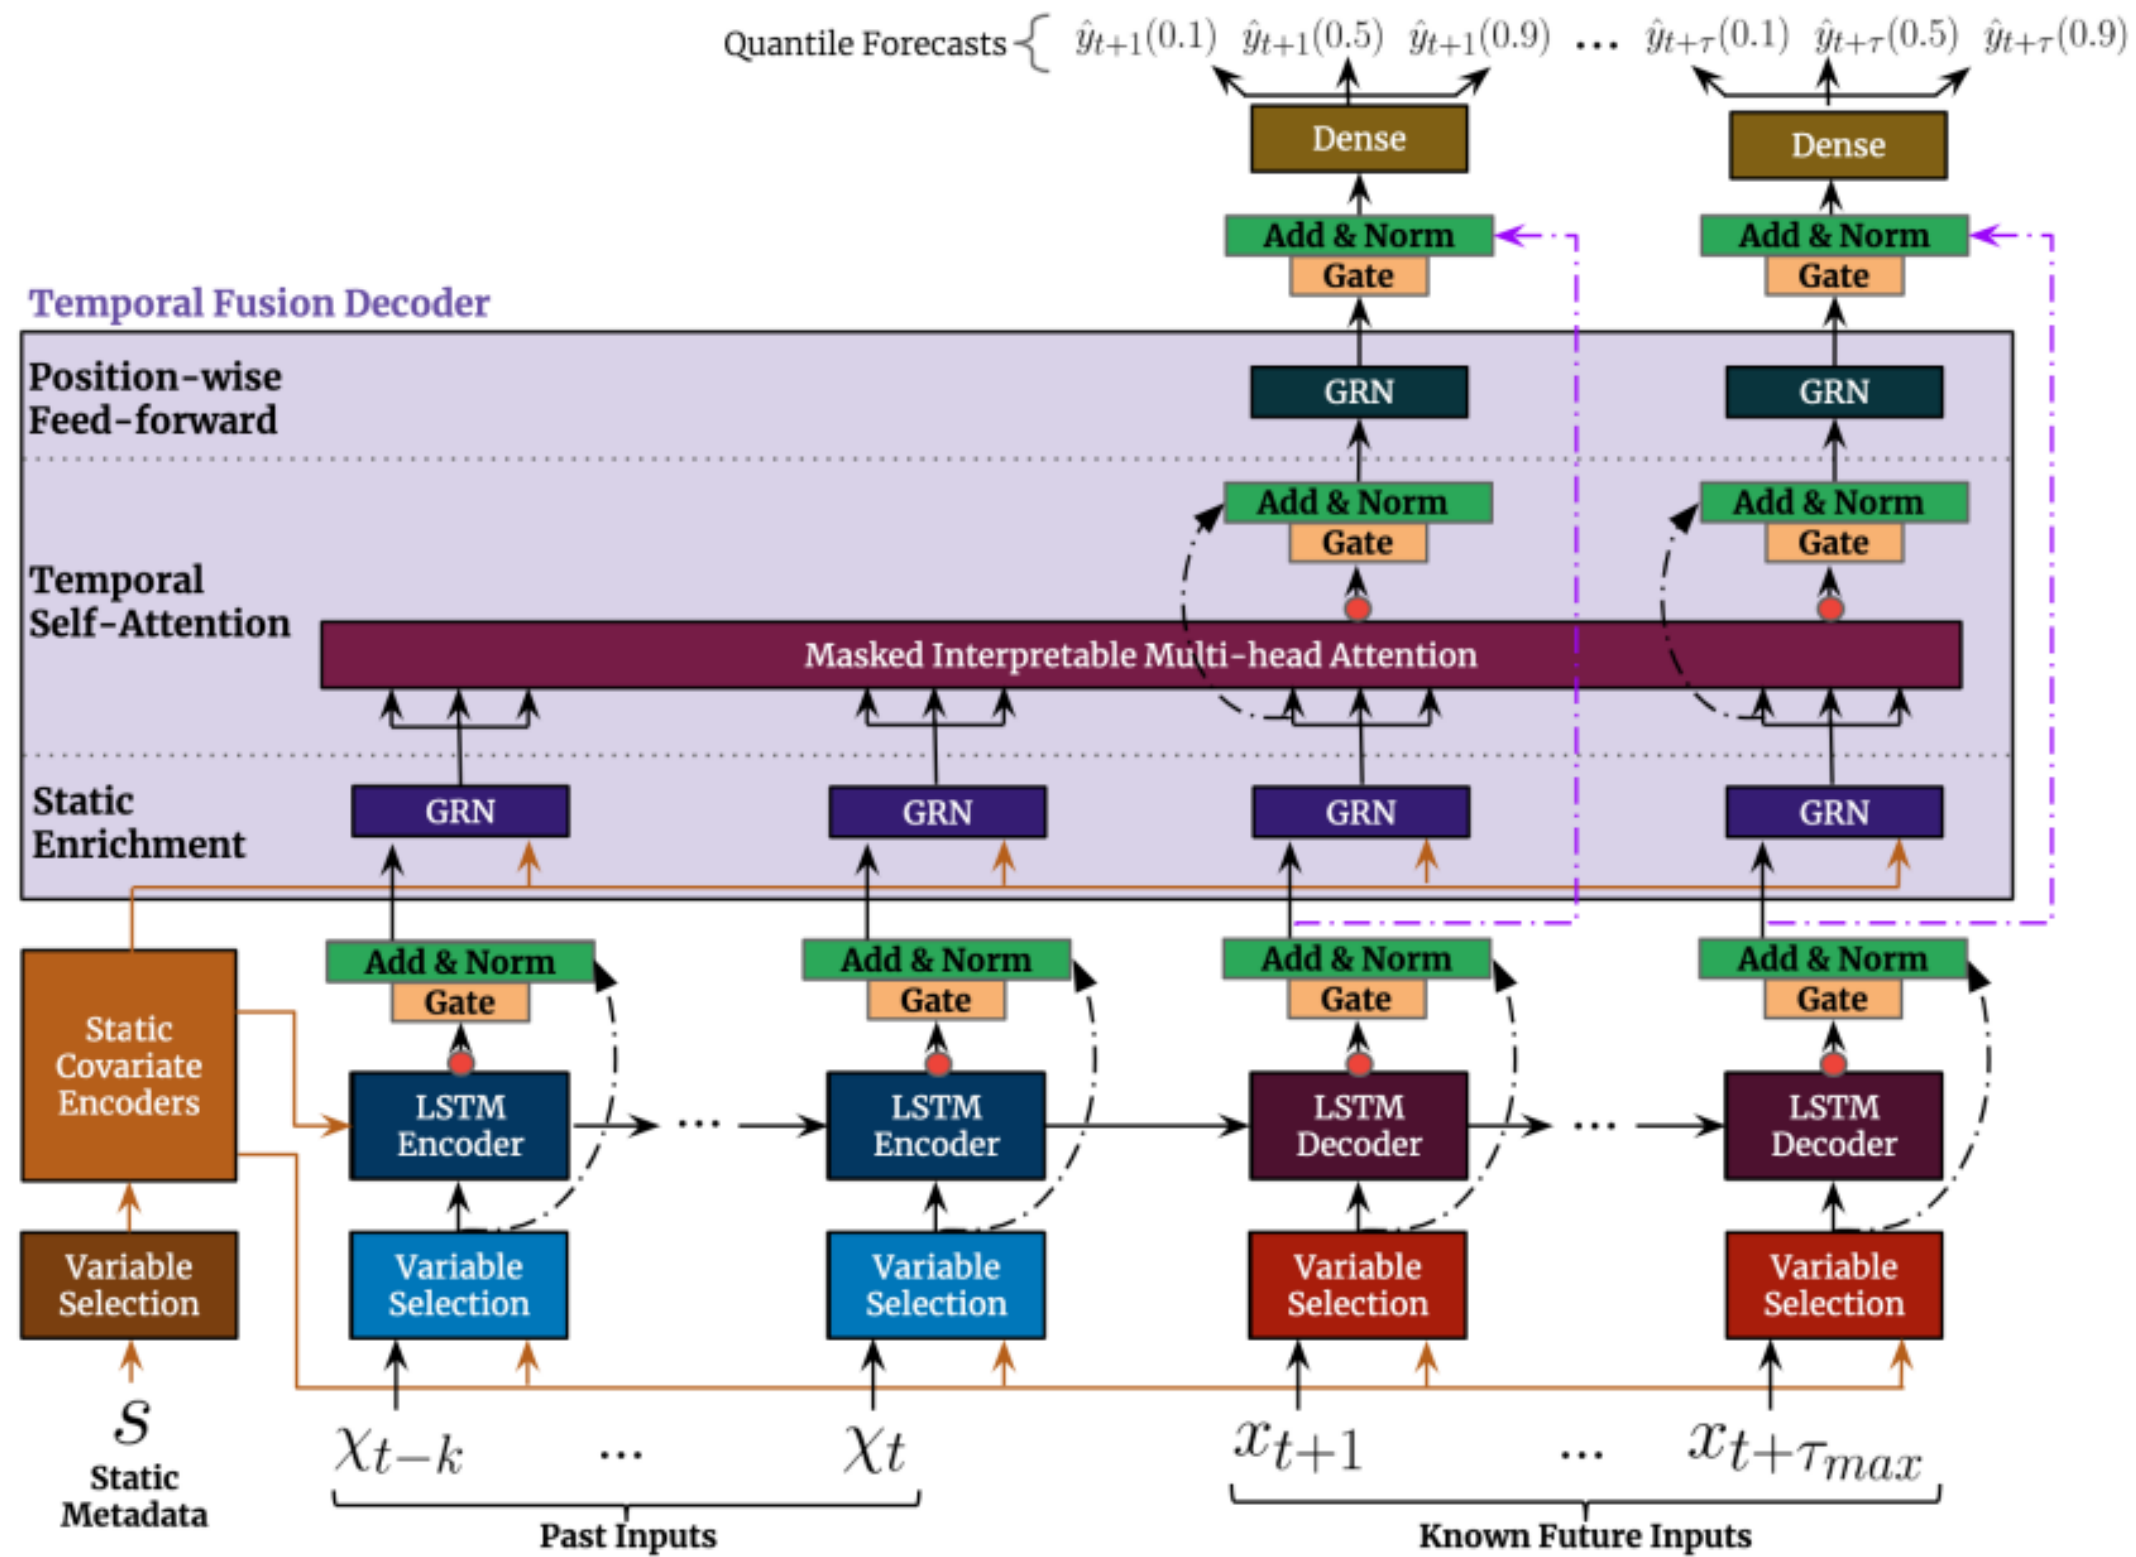 Quantile Forecasts { ŷₜ₊₁(0.1) ŷₜ₊₁(0.5) ŷₜ₊₁(0.9) ... ŷₜ₊τ(0.1) ŷₜ₊τ(0.5) ŷₜ₊τ(0.9)
Dense Dense
Add & Norm Add & Norm
Gate Gate
Temporal Fusion Decoder
Position-wise
Feed-forward
GRN GRN
Add & Norm Add & Norm
Gate Gate
Temporal
Self-Attention
Masked Interpretable Multi-head Attention
Static
Enrichment
GRN GRN GRN GRN
Add & Norm Add & Norm Add & Norm Add & Norm
Gate Gate Gate Gate
Static
Covariate
Encoders
LSTM
Encoder
...
LSTM
Encoder
LSTM
Decoder
...
LSTM
Decoder
Variable
Selection
Variable
Selection
Variable
Selection
Variable
Selection
Variable
Selection
s
Static
Metadata
χₜ₋ₖ ... χₜ
Past Inputs
xₜ₊₁ ... x_{t+τ_{max}}
Known Future Inputs